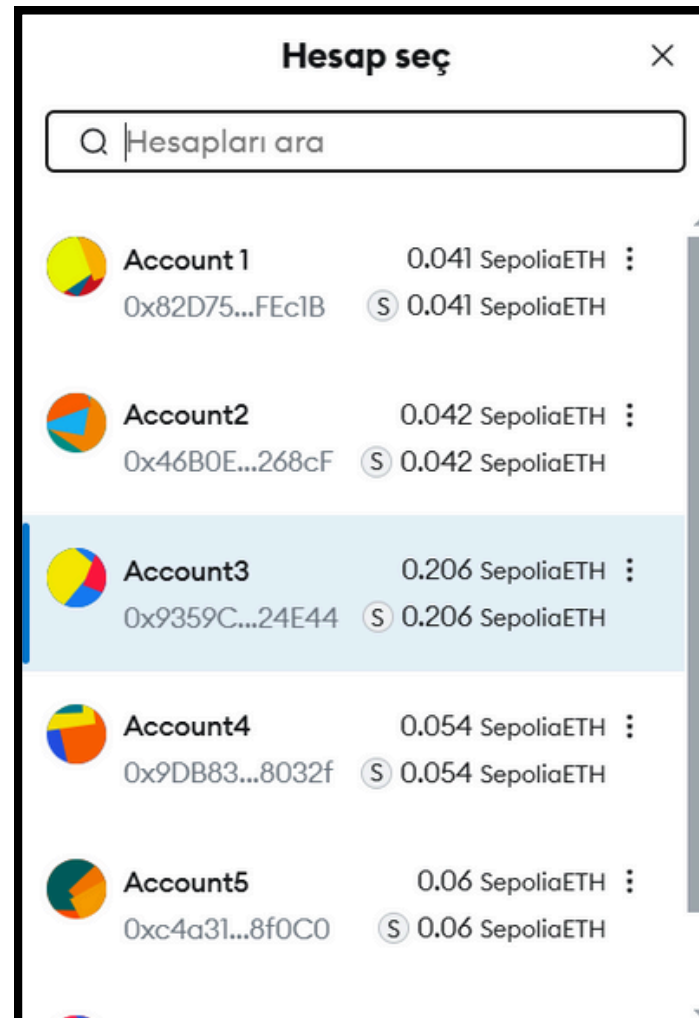 Hesap seç
Hesapları ara
Account 1 0.041 SepoliaETH
0x82D75...FEc1B S 0.041 SepoliaETH
Account2 0.042 SepoliaETH
0x46B0E...268cF S 0.042 SepoliaETH
Account3 0.206 SepoliaETH
0x9359C...24E44 S 0.206 SepoliaETH
Account4 0.054 SepoliaETH
0x9DB83...8032f S 0.054 SepoliaETH
Account5 0.06 SepoliaETH
0xc4a31...8f0C0 S 0.06 SepoliaETH